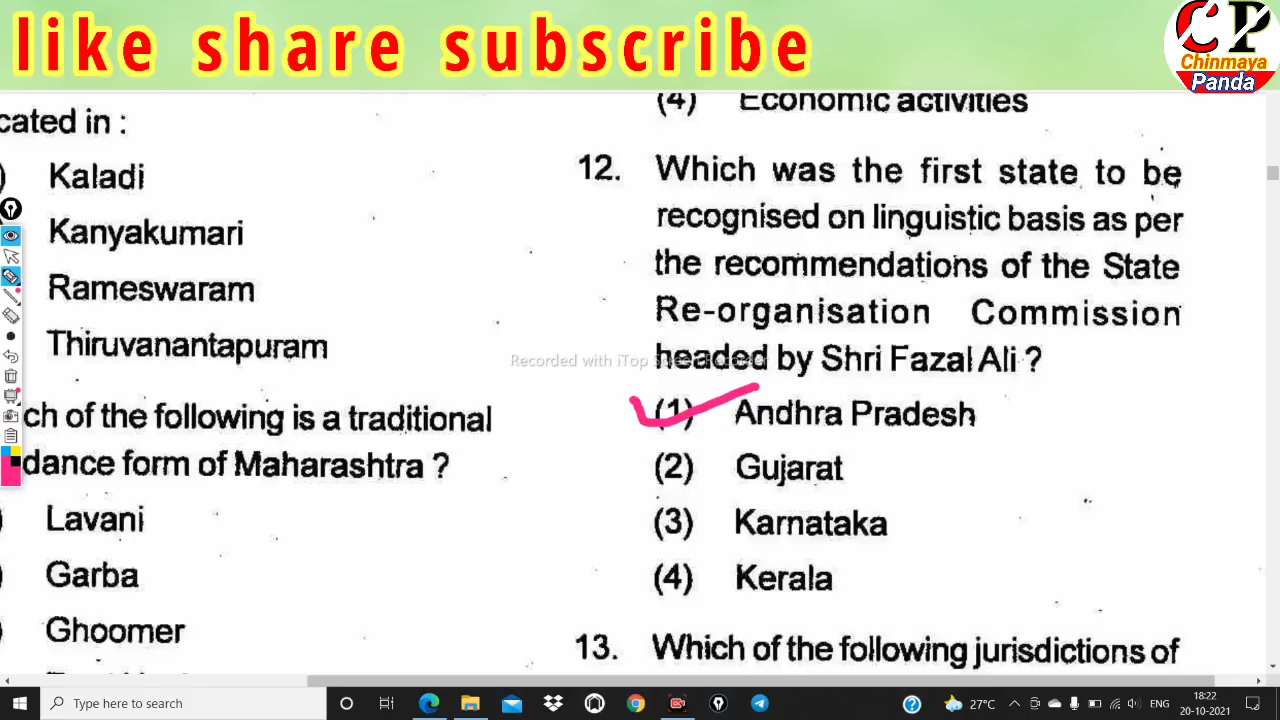 like share subscribe
CP
Chinmaya
Panda
cated in :
) Kaladi
Kanyakumari
Rameswaram
Thiruvanantapuram
ch of the following is a traditional
dance form of Maharashtra ?
) Lavani
) Garba
) Ghoomer
(4) Economic activities
12. Which was the first state to be
recognised on linguistic basis as per
the recommendations of the State
Re-organisation Commission
headed by Shri Fazal Ali ?
(1) Andhra Pradesh
(2) Gujarat
(3) Karnataka
(4) Kerala
13. Which of the following jurisdictions of
Type here to search
27°C
ENG
18:22
20-10-2021